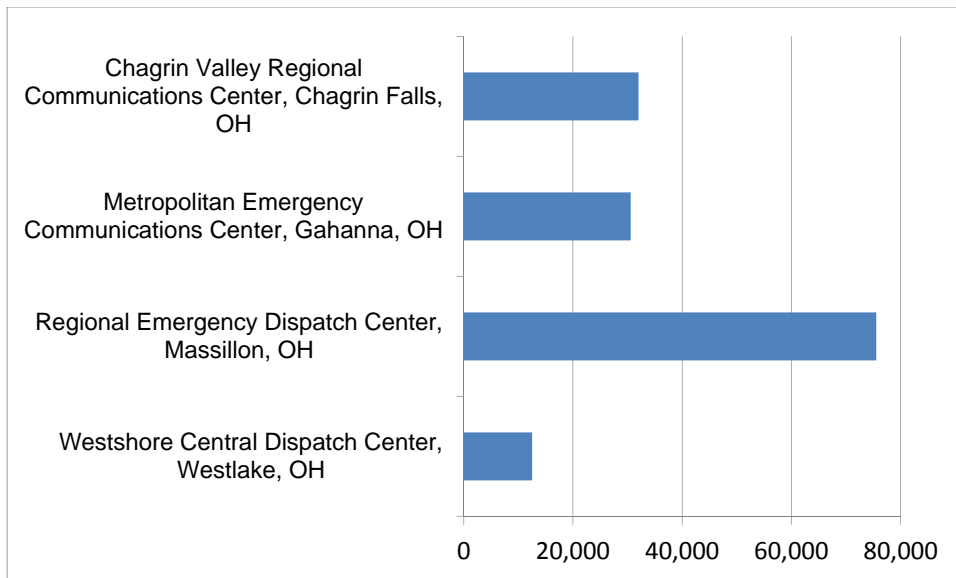 Chagrin Valley Regional
Communications Center, Chagrin Falls,
OH
Metropolitan Emergency
Communications Center, Gahanna, OH
Regional Emergency Dispatch Center,
Massillon, OH
Westshore Central Dispatch Center,
Westlake, OH
0 20,000 40,000 60,000 80,000